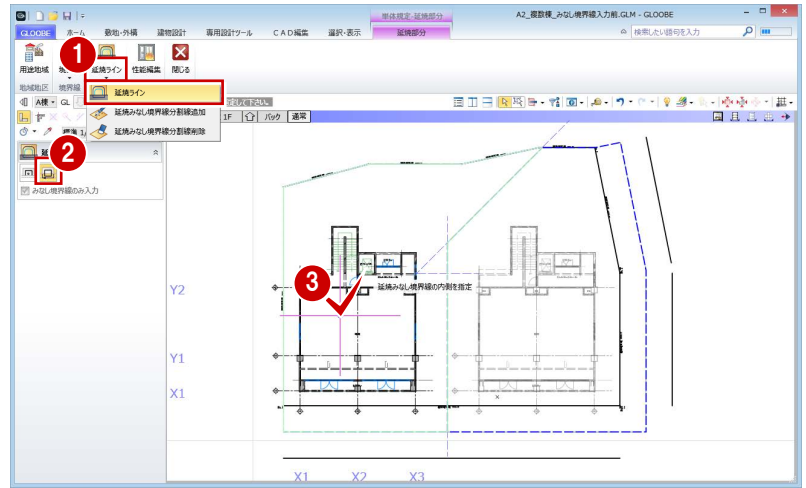 単体規定-延焼部分
A2_複数棟_みなし境界線入力前.GLM - GLOOBE
GLOOBE ホーム 敷地・外構 建物設計 専用設計ツール CAD編集 選択・表示 延焼部分 検索したい語句を入力
用途地域 延焼ライン 性能編集 閉じる
地域地区 境界線
延焼ライン
延焼みなし境界線分割線追加
延焼みなし境界線分割線削除
A棟 GL
1F バック 通常
標準
みなし境界線のみ入力
1
2
3
延焼みなし境界線の内側を指定
Y2
Y1
X1
X1 X2 X3